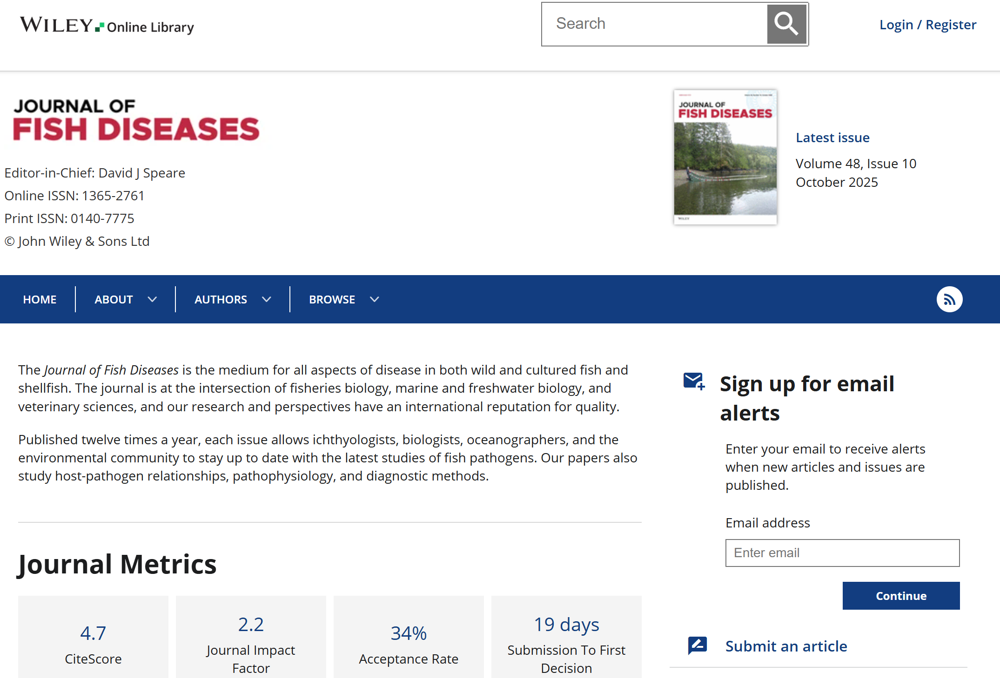 WILEY Online Library
Search
Login / Register
JOURNAL OF
FISH DISEASES
Editor-in-Chief: David J Speare
Online ISSN: 1365-2761
Print ISSN: 0140-7775
© John Wiley & Sons Ltd
JOURNAL OF
FISH DISEASES
WILEY
Latest issue
Volume 48, Issue 10
October 2025
HOME
ABOUT
AUTHORS
BROWSE
The Journal of Fish Diseases is the medium for all aspects of disease in both wild and cultured fish and
shellfish. The journal is at the intersection of fisheries biology, marine and freshwater biology, and
veterinary sciences, and our research and perspectives have an international reputation for quality.
Published twelve times a year, each issue allows ichthyologists, biologists, oceanographers, and the
environmental community to stay up to date with the latest studies of fish pathogens. Our papers also
study host-pathogen relationships, pathophysiology, and diagnostic methods.
Journal Metrics
4.7
CiteScore
2.2
Journal Impact
Factor
34%
Acceptance Rate
19 days
Submission To First
Decision
Sign up for email
alerts
Enter your email to receive alerts
when new articles and issues are
published.
Email address
Enter email
Continue
Submit an article